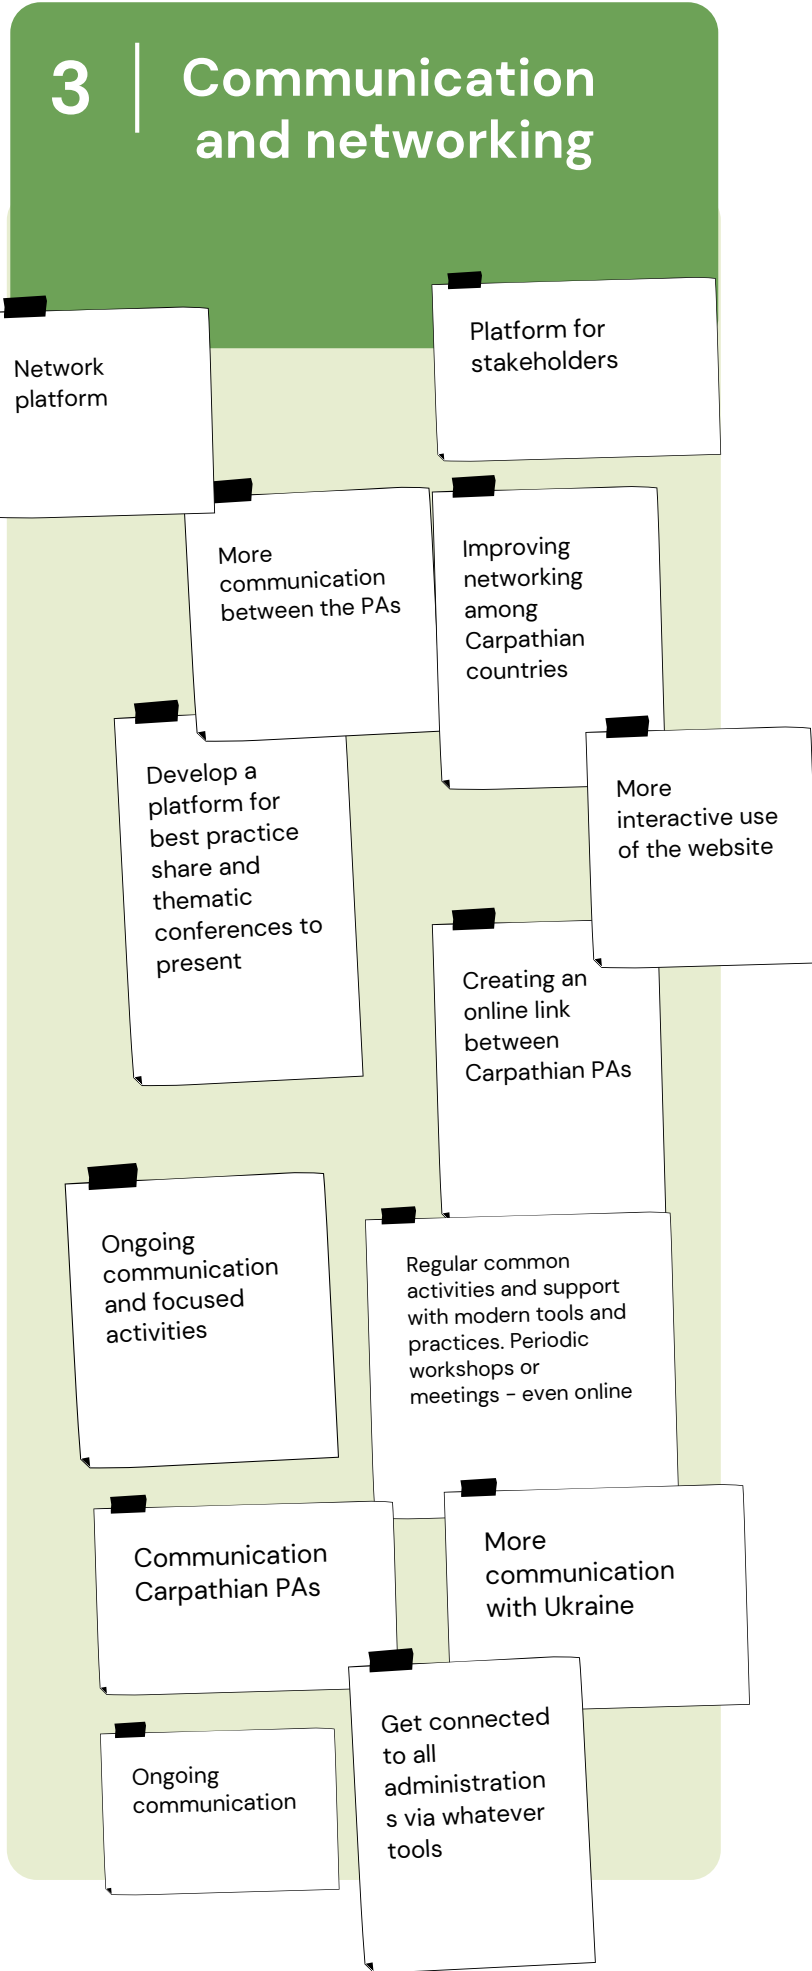 3
Communication
and networking
Network
platform
Platform for
stakeholders
More
communication
between the PAs
Improving
networking
among
Carpathian
countries
Develop a
platform for
best practice
share and
thematic
conferences to
present
More
interactive use
of the website
Creating an
online link
between
Carpathian PAs
Ongoing
communication
and focused
activities
Regular common
activities and support
with modern tools and
practices. Periodic
workshops or
meetings - even online
Communication
Carpathian PAs
More
communication
with Ukraine
Ongoing
communication
Get connected
to all
administration
s via whatever
tools